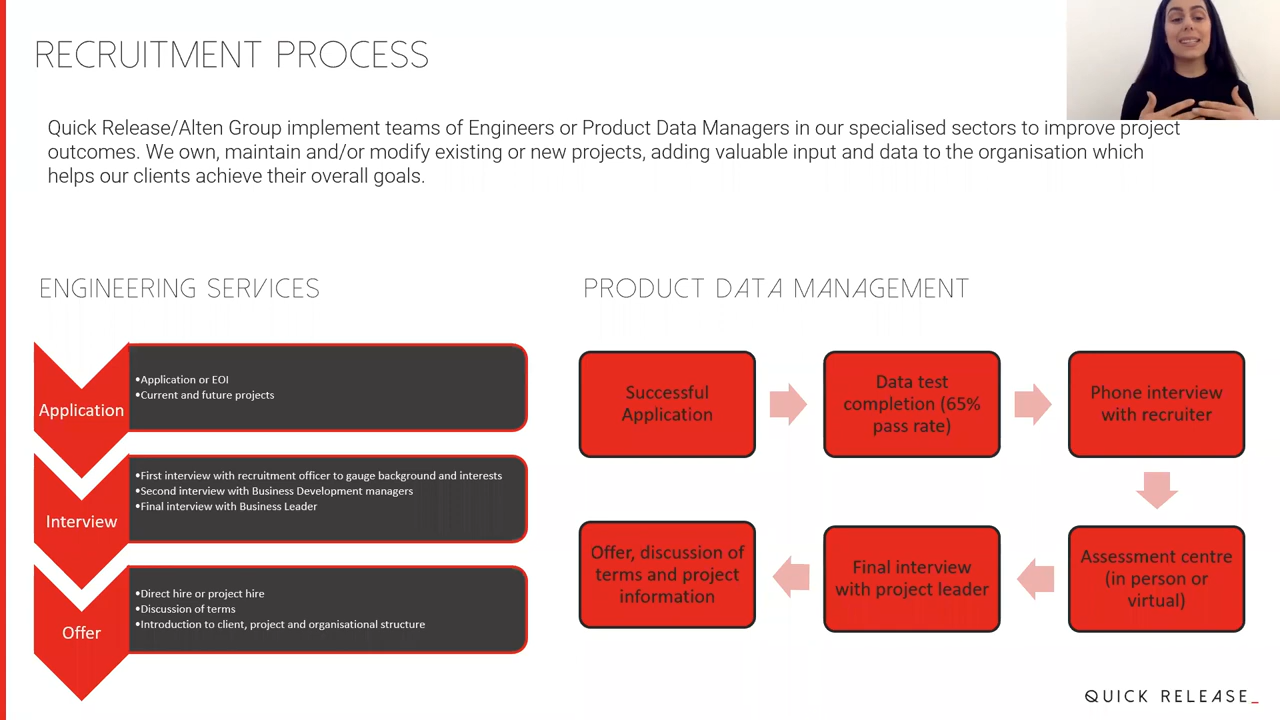 RECRUITMENT PROCESS
Quick Release/Alten Group implement teams of Engineers or Product Data Managers in our specialised sectors to improve project
outcomes. We own, maintain and/or modify existing or new projects, adding valuable input and data to the organisation which
helps our clients achieve their overall goals.
ENGINEERING SERVICES
Application
•Application or EOI
•Current and future projects
Interview
•First interview with recruitment officer to gauge background and interests
•Second interview with Business Development managers
•Final interview with Business Leader
Offer
•Direct hire or project hire
•Discussion of terms
•Introduction to client, project and organisational structure
PRODUCT DATA MANAGEMENT
Successful
Application
Data test
completion (65%
pass rate)
Phone interview
with recruiter
Assessment centre
(in person or
virtual)
Final interview
with project leader
Offer, discussion of
terms and project
information
QUICK RELEASE_